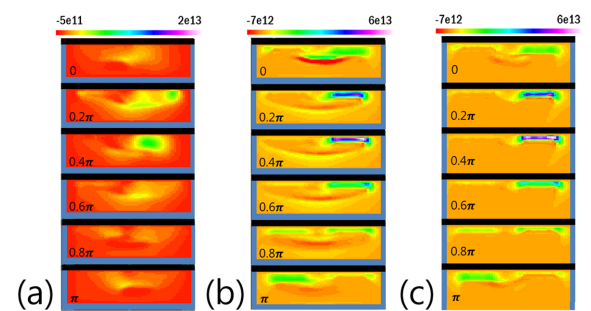 -5e11 2e13 -7e12 6e13 -7e12 6e13
0 0 0
0.2π 0.2π 0.2π
0.4π 0.4π 0.4π
0.6π 0.6π 0.6π
0.8π 0.8π 0.8π
(a) π (b) π (c) π